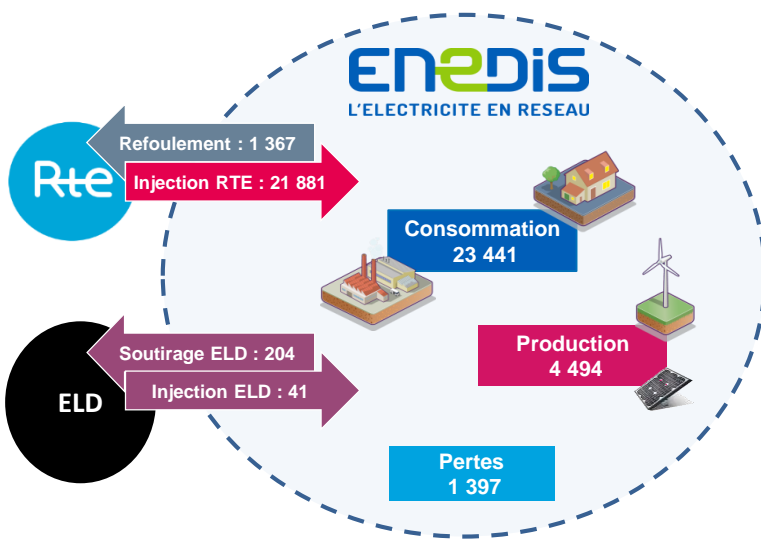 ENEDIS
L'ELECTRICITE EN RESEAU
Rte
Refoulement : 1 367
Injection RTE : 21 881
Consommation
23 441
Production
4 494
ELD
Soutirage ELD : 204
Injection ELD : 41
Pertes
1 397